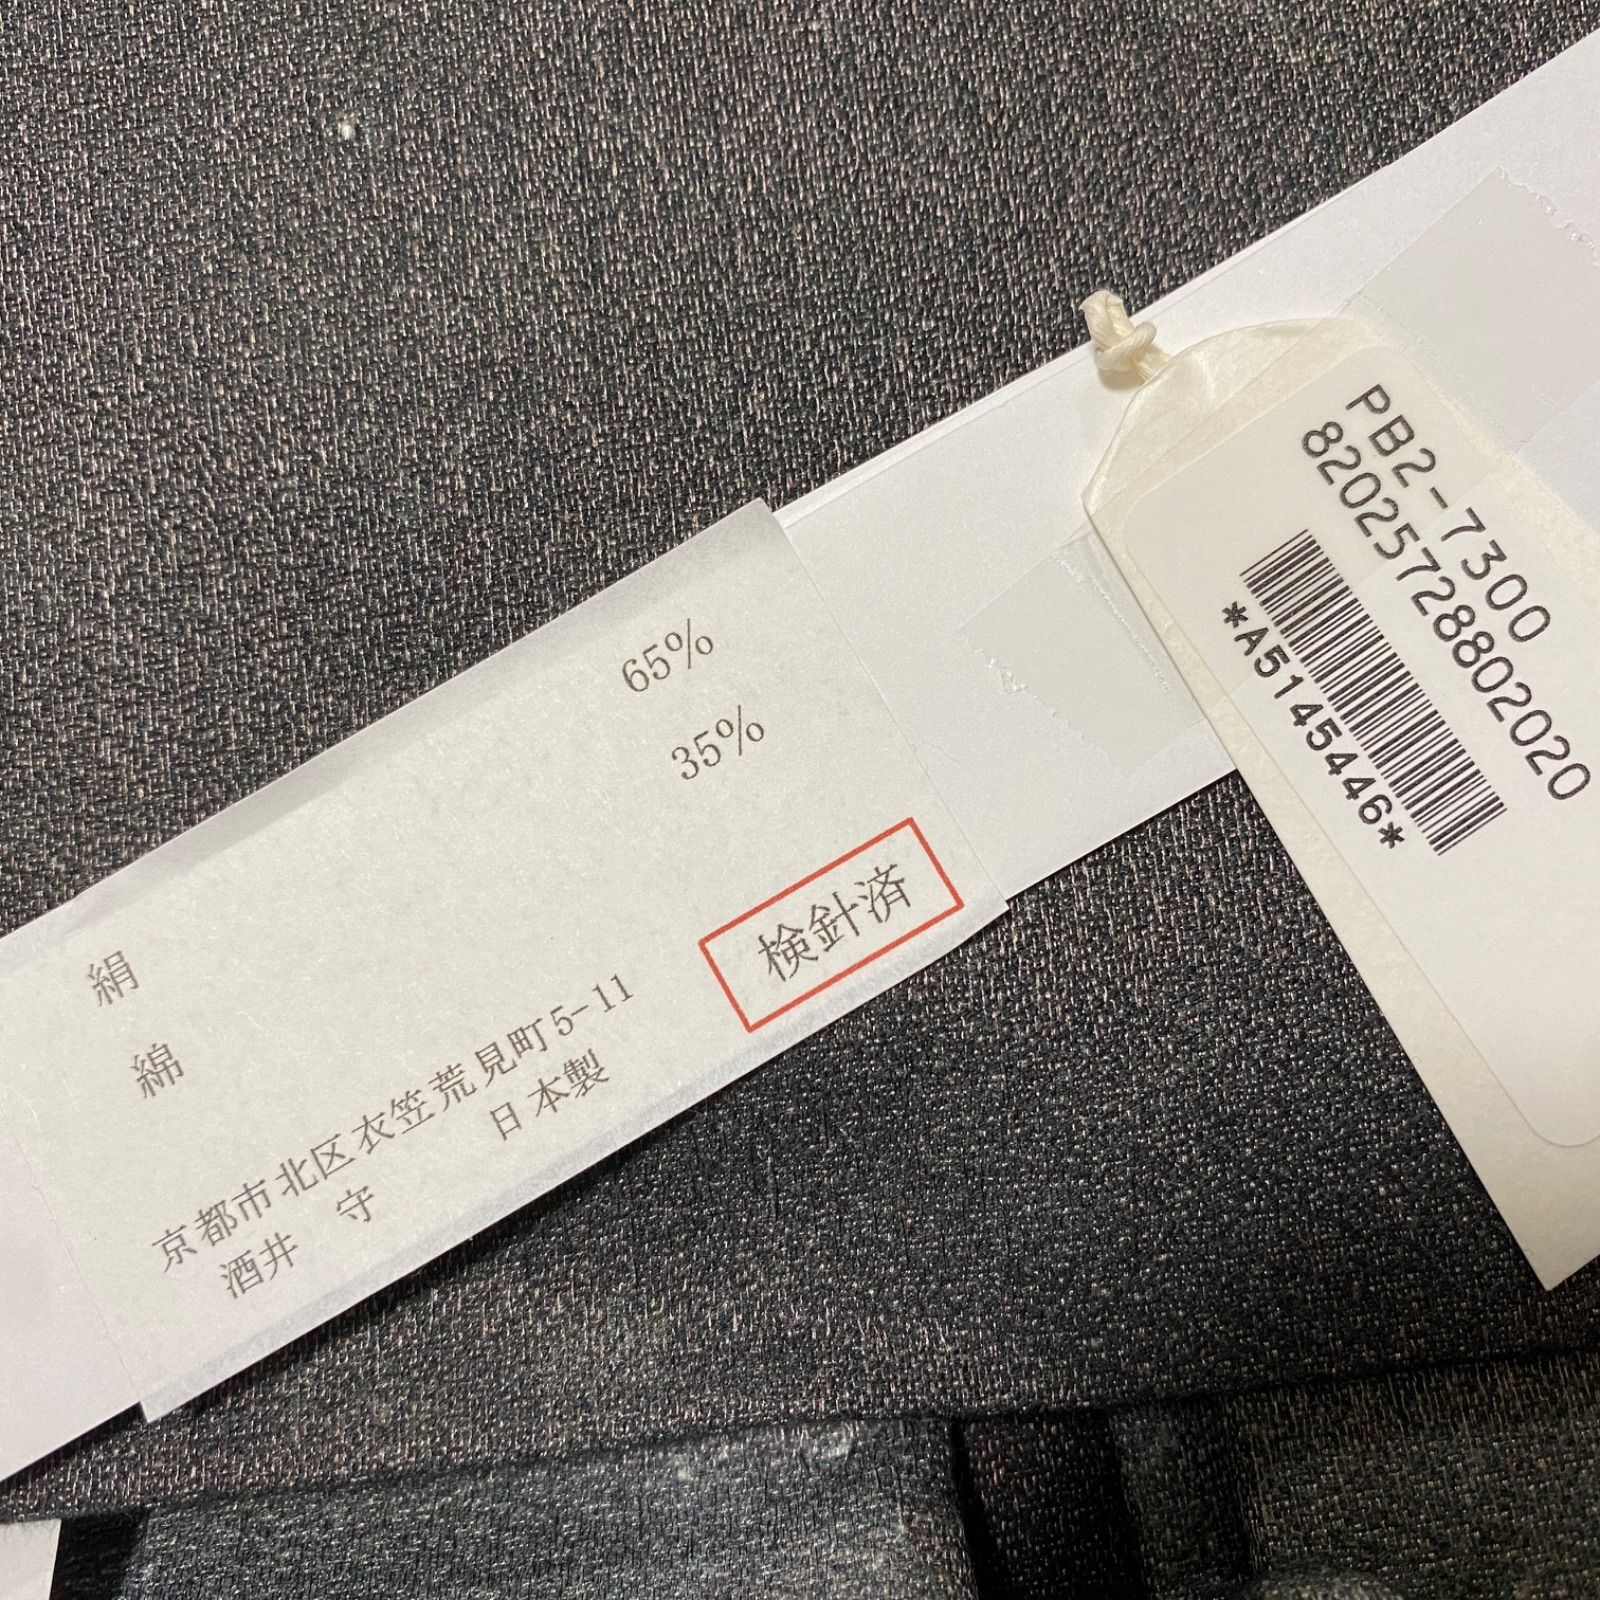 絹 65%
綿 35%
京都市北区衣笠荒見町5-11
酒井 守 日本製
検針済
PB2-7300
82025728802020
*A5145446*